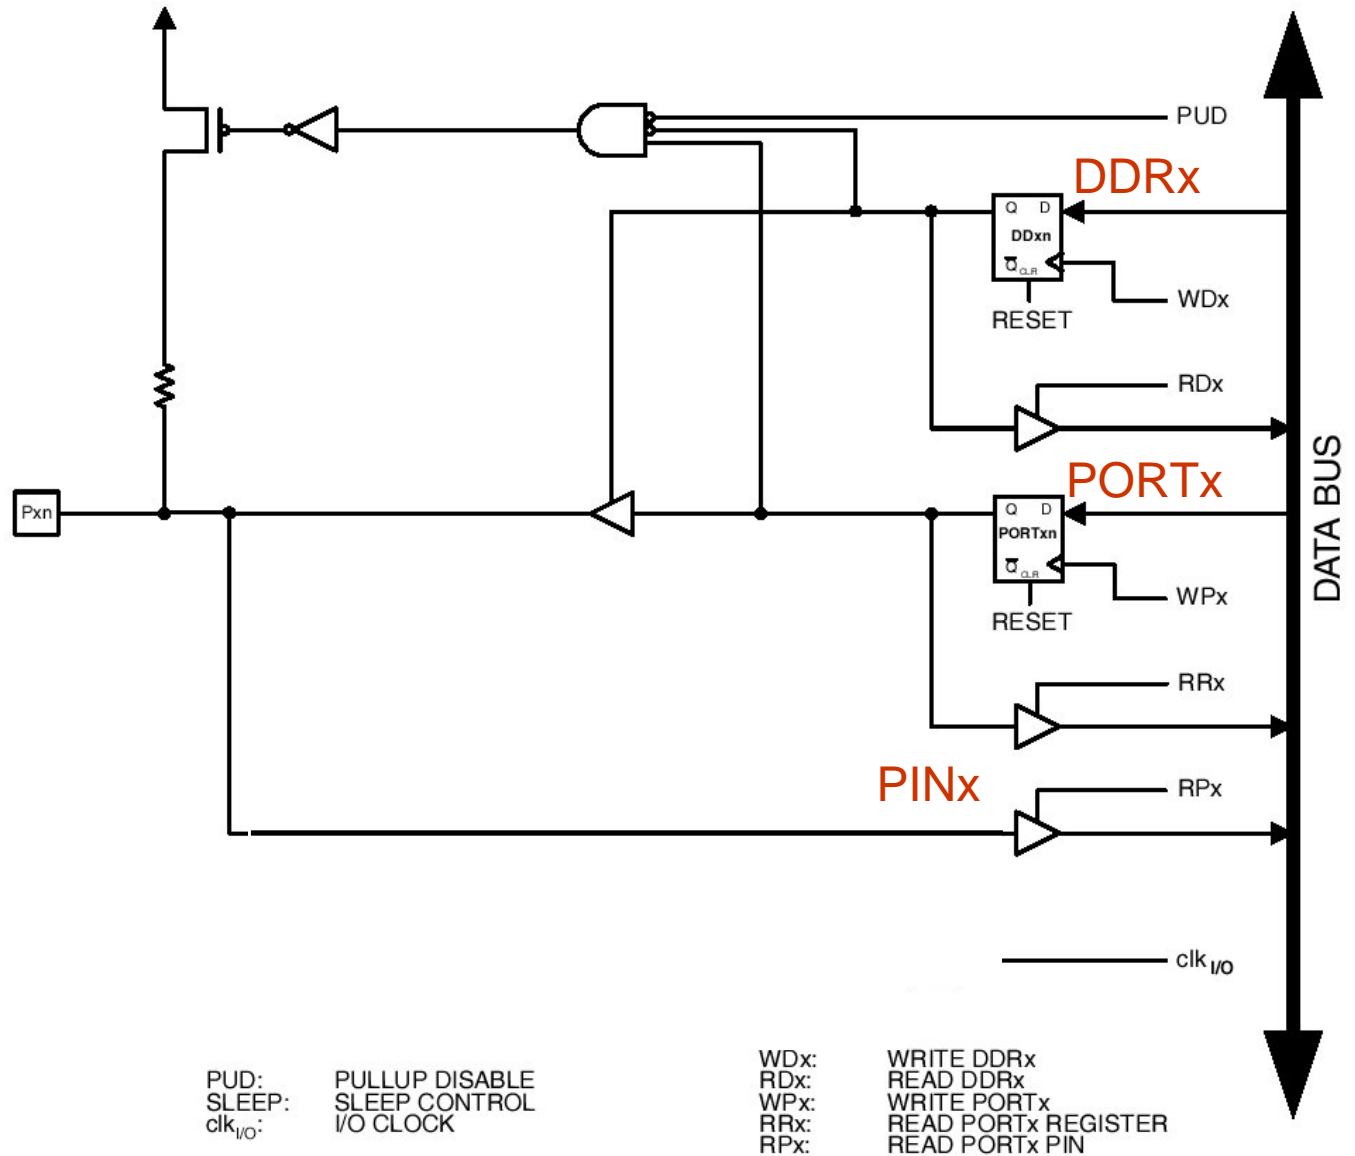 PUD
DDRx
Q D
DDxn
Q CLR
WDx
RESET
RDx
PORTx
Pxn
Q D
PORTxn
Q CLR
WPx
RESET
DATA BUS
RRx
PINx
RPx
clk I/O
PUD: PULLUP DISABLE
SLEEP: SLEEP CONTROL
clk I/O: I/O CLOCK
WDx: WRITE DDRx
RDx: READ DDRx
WPx: WRITE PORTx
RRx: READ PORTx REGISTER
RPx: READ PORTx PIN